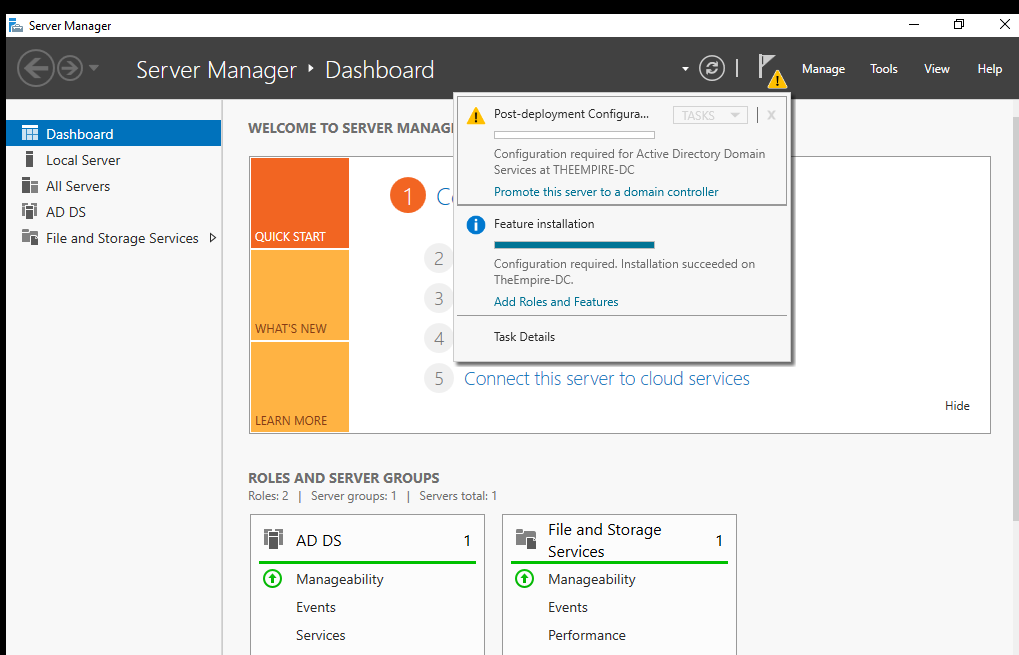 Server Manager
Server Manager ‣ Dashboard
Manage Tools View Help
Dashboard
Local Server
All Servers
AD DS
File and Storage Services
WELCOME TO SERVER MANAG
QUICK START
WHAT'S NEW
LEARN MORE
1
2
3
4
5 Connect this server to cloud services
Hide
Post-deployment Configura... TASKS X
Configuration required for Active Directory Domain
Services at THEEMPIRE-DC
Promote this server to a domain controller
Feature installation
Configuration required. Installation succeeded on
TheEmpire-DC.
Add Roles and Features
Task Details
ROLES AND SERVER GROUPS
Roles: 2 | Server groups: 1 | Servers total: 1
AD DS 1
Manageability
Events
Services
File and Storage
Services 1
Manageability
Events
Performance